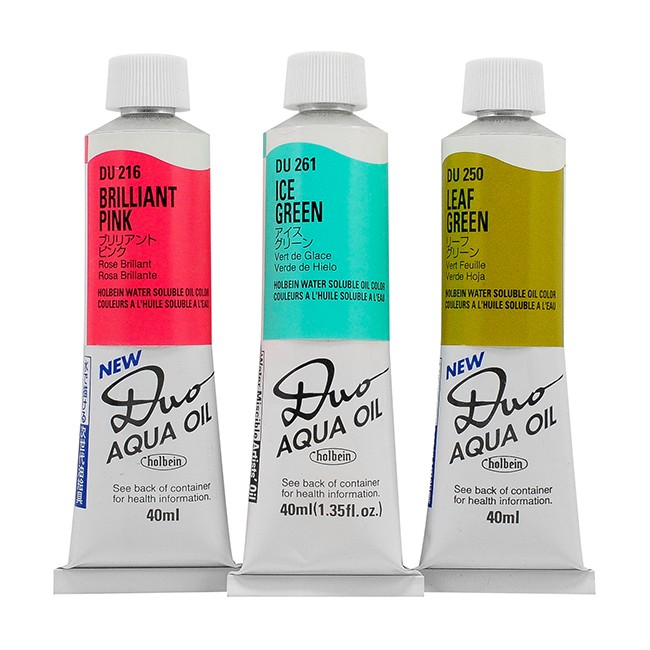 DU 216
BRILLIANT
PINK
ブリリアント
ピンク
Rose Brillant
Rosa Brillante
HOLBEIN WATER SOLUBLE OIL COLOR
COULEURS A L'HUILE SOLUBLE A L'EAU
NEW
Duo
AQUA OIL
holbein
See back of container
for health information.
40ml
DU 261
ICE
GREEN
アイス
グリーン
Vert de Glace
Verde de Hielo
HOLBEIN WATER SOLUBLE OIL COLOR
COULEURS A L'HUILE SOLUBLE A L'EAU
Water Miscible Artists' Oil
Duo
AQUA OIL
holbein
See back of container
for health information.
40ml(1.35fl.oz.)
DU 250
LEAF
GREEN
リーフ
グリーン
Vert Feuille
Verde Hoja
HOLBEIN WATER SOLUBLE OIL COLOR
COULEURS A L'HUILE SOLUBLE A L'EAU
NEW
Duo
AQUA OIL
holbein
See back of container
for health information.
40ml